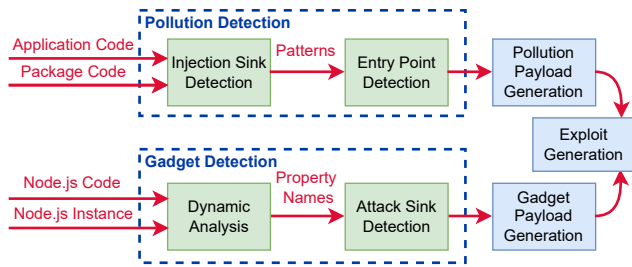 Pollution Detection
Application Code
Package Code
Injection Sink
Detection
Patterns
Entry Point
Detection
Pollution
Payload
Generation
Exploit
Generation
Gadget Detection
Node.js Code
Node.js Instance
Dynamic
Analysis
Property
Names
Attack Sink
Detection
Gadget
Payload
Generation